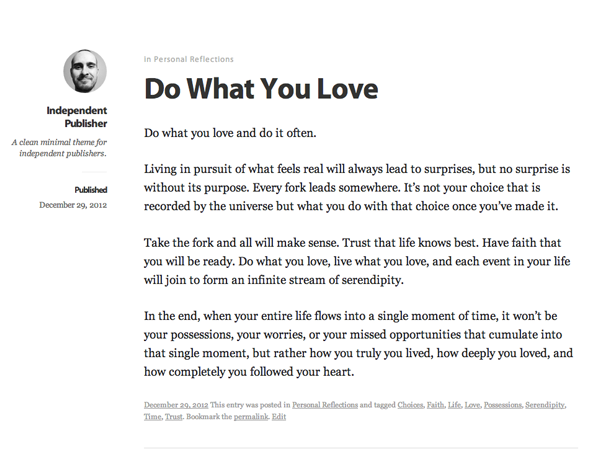 In Personal Reflections
Do What You Love
Independent
Publisher
A clean minimal theme for
independent publishers.
Published
December 29, 2012
Do what you love and do it often.
Living in pursuit of what feels real will always lead to surprises, but no surprise is
without its purpose. Every fork leads somewhere. It's not your choice that is
recorded by the universe but what you do with that choice once you've made it.
Take the fork and all will make sense. Trust that life knows best. Have faith that
you will be ready. Do what you love, live what you love, and each event in your life
will join to form an infinite stream of serendipity.
In the end, when your entire life flows into a single moment of time, it won't be
your possessions, your worries, or your missed opportunities that cumulate into
that single moment, but rather how you truly you lived, how deeply you loved, and
how completely you followed your heart.
December 29, 2012 This entry was posted in Personal Reflections and tagged Choices, Faith, Life, Love, Possessions, Serendipity,
Time, Trust. Bookmark the permalink. Edit